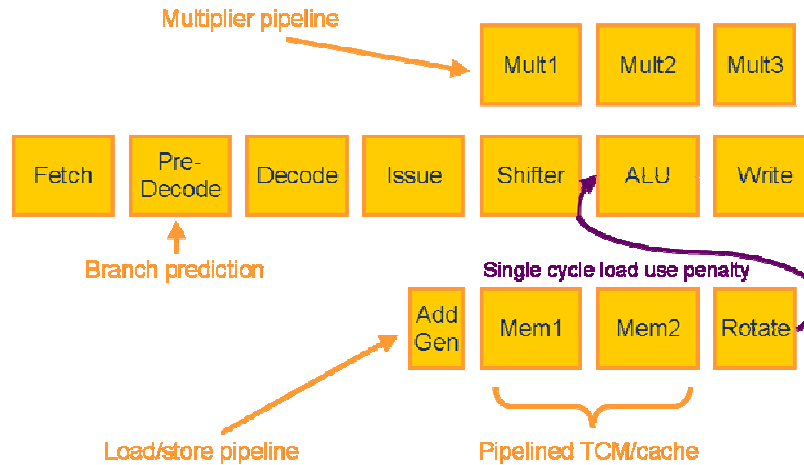 Multiplier pipeline
Mult1 Mult2 Mult3
Fetch Pre-
Decode Decode Issue Shifter ALU Write
Branch prediction
Single cycle load use penalty
Add
Gen Mem1 Mem2 Rotate
Load/store pipeline
Pipelined TCM/cache